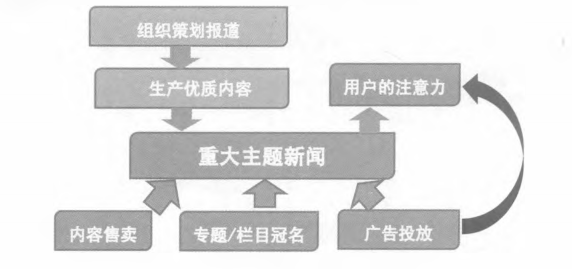 组织策划报道
生产优质内容
用户的注意力
重大主题新闻
内容售卖
专题/栏目冠名
广告投放